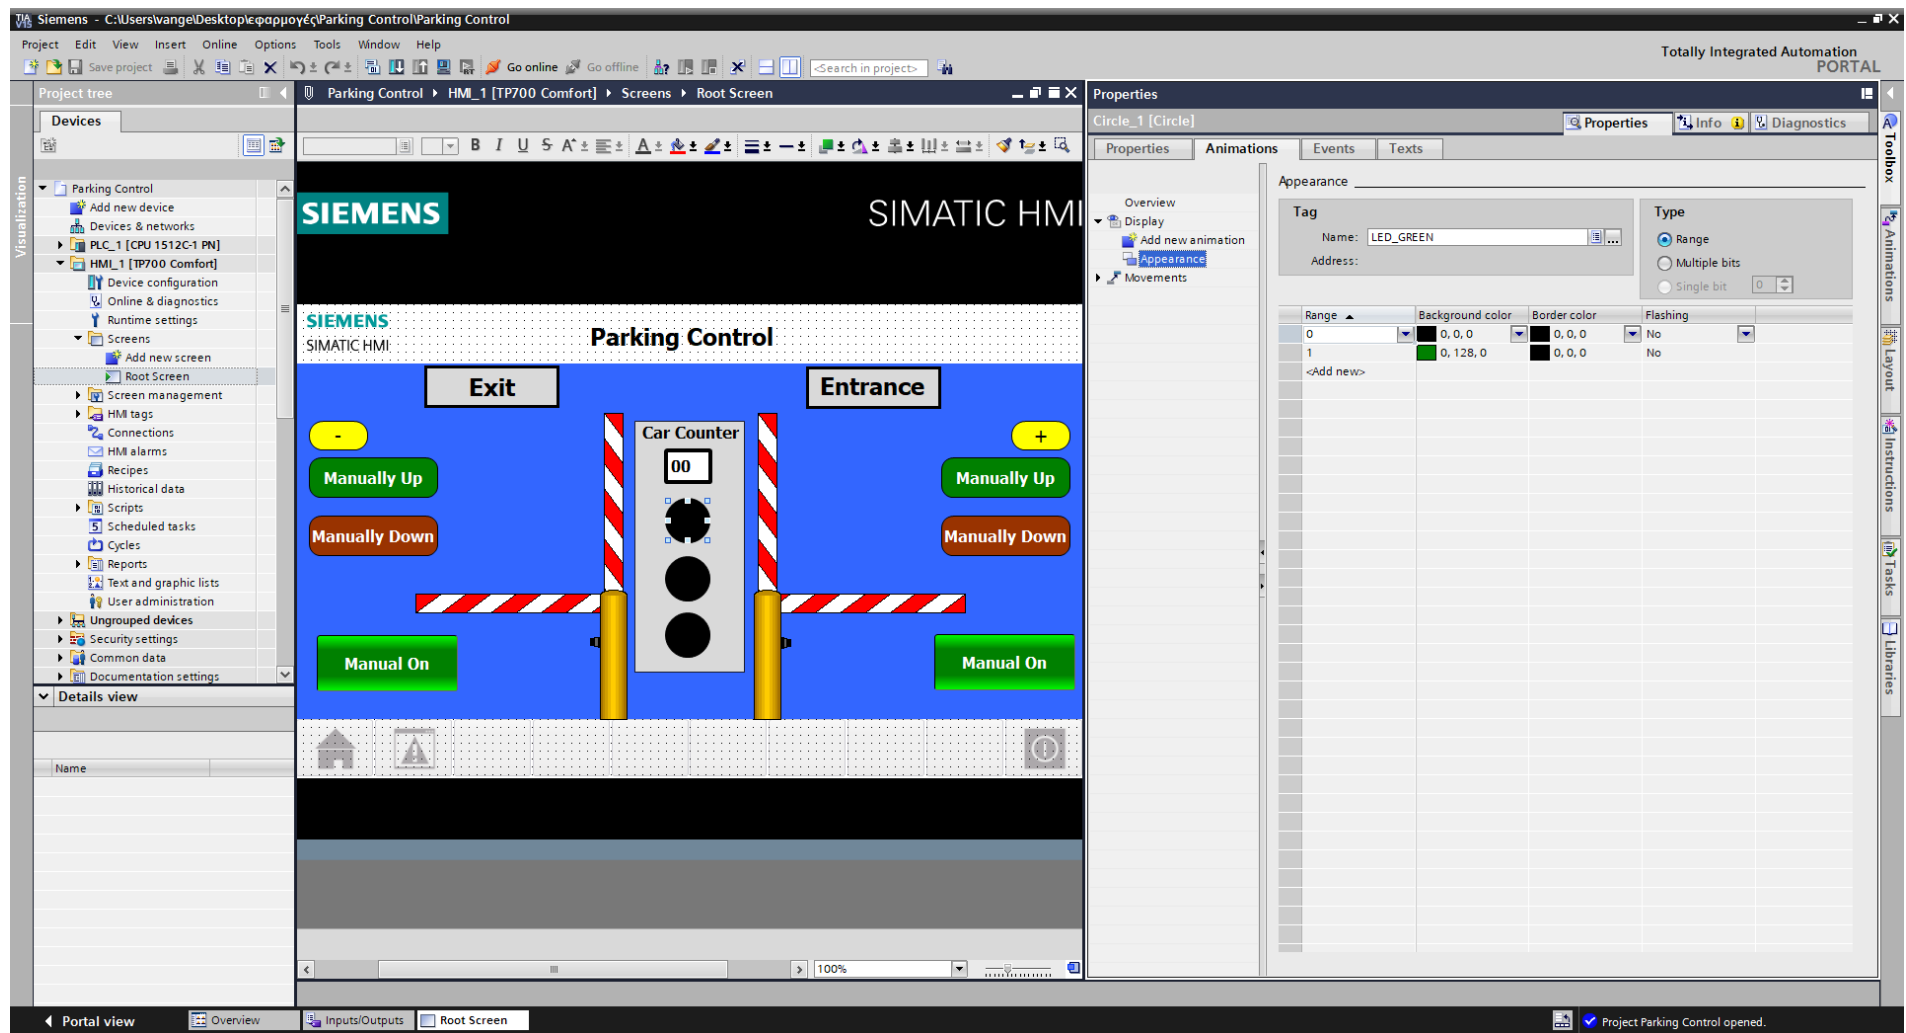 Siemens - C:\Users\vange\Desktop\εφαρμογές\Parking Control\Parking Control
Project Edit View Insert Online Options Tools Window Help
Totally Integrated Automation
PORTAL
Save project Go online Go offline <Search in project>
Project tree
Parking Control HMI_1 [TP700 Comfort] Screens Root Screen
Properties
Devices
Circle_1 [Circle]
Properties Info Diagnostics
B I U S A A
Properties Animations Events Texts
Visualization
Parking Control
Add new device
Devices & networks
PLC_1 [CPU 1512C-1 PN]
HMI_1 [TP700 Comfort]
Device configuration
Online & diagnostics
Runtime settings
Screens
Add new screen
Root Screen
Screen management
HMI tags
Connections
HMI alarms
Recipes
Historical data
Scripts
Scheduled tasks
Cycles
Reports
Text and graphic lists
User administration
Ungrouped devices
Security settings
Common data
Documentation settings
Details view
Name
SIEMENS
SIMATIC HMI
SIEMENS
SIMATIC HMI
Parking Control
Exit
Entrance
-
Car Counter
+
00
Manually Up
Manually Up
Manually Down
Manually Down
Manual On
Manual On
100%
Overview
Display
Add new animation
Appearance
Movements
Appearance
Tag
Name: LED_GREEN
Address:
Type
Range
Multiple bits
Single bit 0
Range Background color Border color Flashing
0 0, 0, 0 0, 0, 0 No
1 0, 128, 0 0, 0, 0 No
<Add new>
Toolbox
Animations
Layout
Instructions
Tasks
Libraries
Portal view Overview Inputs/Outputs Root Screen
Project Parking Control opened.